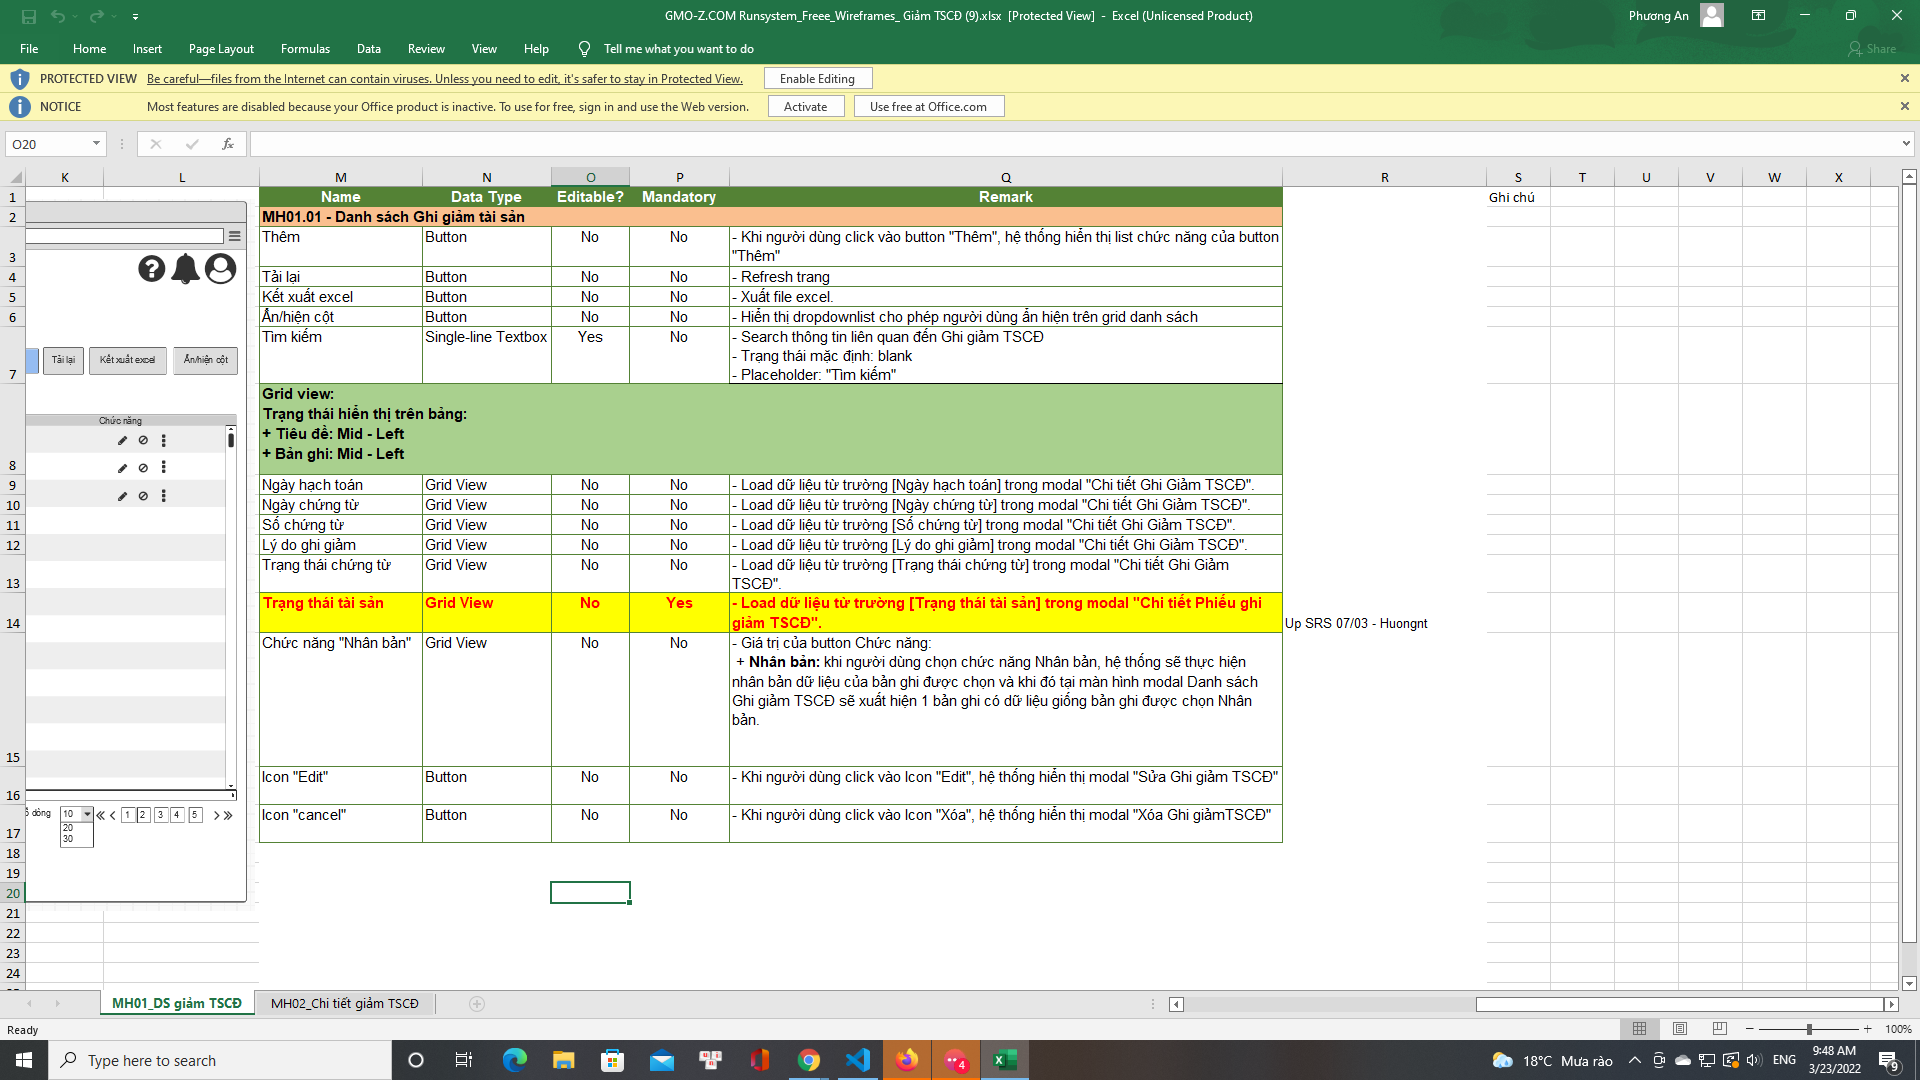 GMO-Z.COM Runsystem_Freee_Wireframes_ Giảm TSCĐ (9).xlsx  [Protected View]  -  Excel (Unlicensed Product)
Phương An
File Home Insert Page Layout Formulas Data Review View Help Tell me what you want to do Share
PROTECTED VIEW Be careful—files from the Internet can contain viruses. Unless you need to edit, it's safer to stay in Protected View. Enable Editing
NOTICE Most features are disabled because your Office product is inactive. To use for free, sign in and use the Web version. Activate Use free at Office.com
O20 fx
K L M N O P Q R S T U V W X
1 Name Data Type Editable? Mandatory Remark Ghi chú
2 MH01.01 - Danh sách Ghi giảm tài sản
3 Thêm Button No No - Khi người dùng click vào button "Thêm", hệ thống hiển thị list chức năng của button
"Thêm"
4 Tải lại Button No No - Refresh trang
5 Kết xuất excel Button No No - Xuất file excel.
6 Ẩn/hiện cột Button No No - Hiển thị dropdownlist cho phép người dùng ẩn hiện trên grid danh sách
7 Tìm kiếm Single-line Textbox Yes No - Search thông tin liên quan đến Ghi giảm TSCĐ
- Trạng thái mặc định: blank
- Placeholder: "Tìm kiếm"
Tải lại Kết xuất excel Ẩn/hiện cột
8 Grid view:
Trạng thái hiển thị trên bảng:
+ Tiêu đề: Mid - Left
+ Bản ghi: Mid - Left
Chức năng
9 Ngày hạch toán Grid View No No - Load dữ liệu từ trường [Ngày hạch toán] trong modal "Chi tiết Ghi Giảm TSCĐ".
10 Ngày chứng từ Grid View No No - Load dữ liệu từ trường [Ngày chứng từ] trong modal "Chi tiết Ghi Giảm TSCĐ".
11 Số chứng từ Grid View No No - Load dữ liệu từ trường [Số chứng từ] trong modal "Chi tiết Ghi Giảm TSCĐ".
12 Lý do ghi giảm Grid View No No - Load dữ liệu từ trường [Lý do ghi giảm] trong modal "Chi tiết Ghi Giảm TSCĐ".
13 Trạng thái chứng từ Grid View No No - Load dữ liệu từ trường [Trạng thái chứng từ] trong modal "Chi tiết Ghi Giảm
TSCĐ".
14 Trạng thái tài sản Grid View No Yes - Load dữ liệu từ trường [Trạng thái tài sản] trong modal "Chi tiết Phiếu ghi
giảm TSCĐ".
Up SRS 07/03 - Huongnt
15 Chức năng "Nhân bản" Grid View No No - Giá trị của button Chức năng:
+ Nhân bản: khi người dùng chọn chức năng Nhân bản, hệ thống sẽ thực hiện
nhân bản dữ liệu của bản ghi được chọn và khi đó tại màn hình modal Danh sách
Ghi giảm TSCĐ sẽ xuất hiện 1 bản ghi có dữ liệu giống bản ghi được chọn Nhân
bản.
16 Icon "Edit" Button No No - Khi người dùng click vào Icon "Edit", hệ thống hiển thị modal "Sửa Ghi giảm TSCĐ"
17 Icon "cancel" Button No No - Khi người dùng click vào Icon "Xóa", hệ thống hiển thị modal "Xóa Ghi giảmTSCĐ"
dòng 10 1 2 3 4 5
20
30
18
19
20
21
22
23
24
MH01_DS giảm TSCĐ MH02_Chi tiết giảm TSCĐ
Ready 100%
Type here to search 4 18°C Mưa rào ENG 9:48 AM
3/23/2022 9